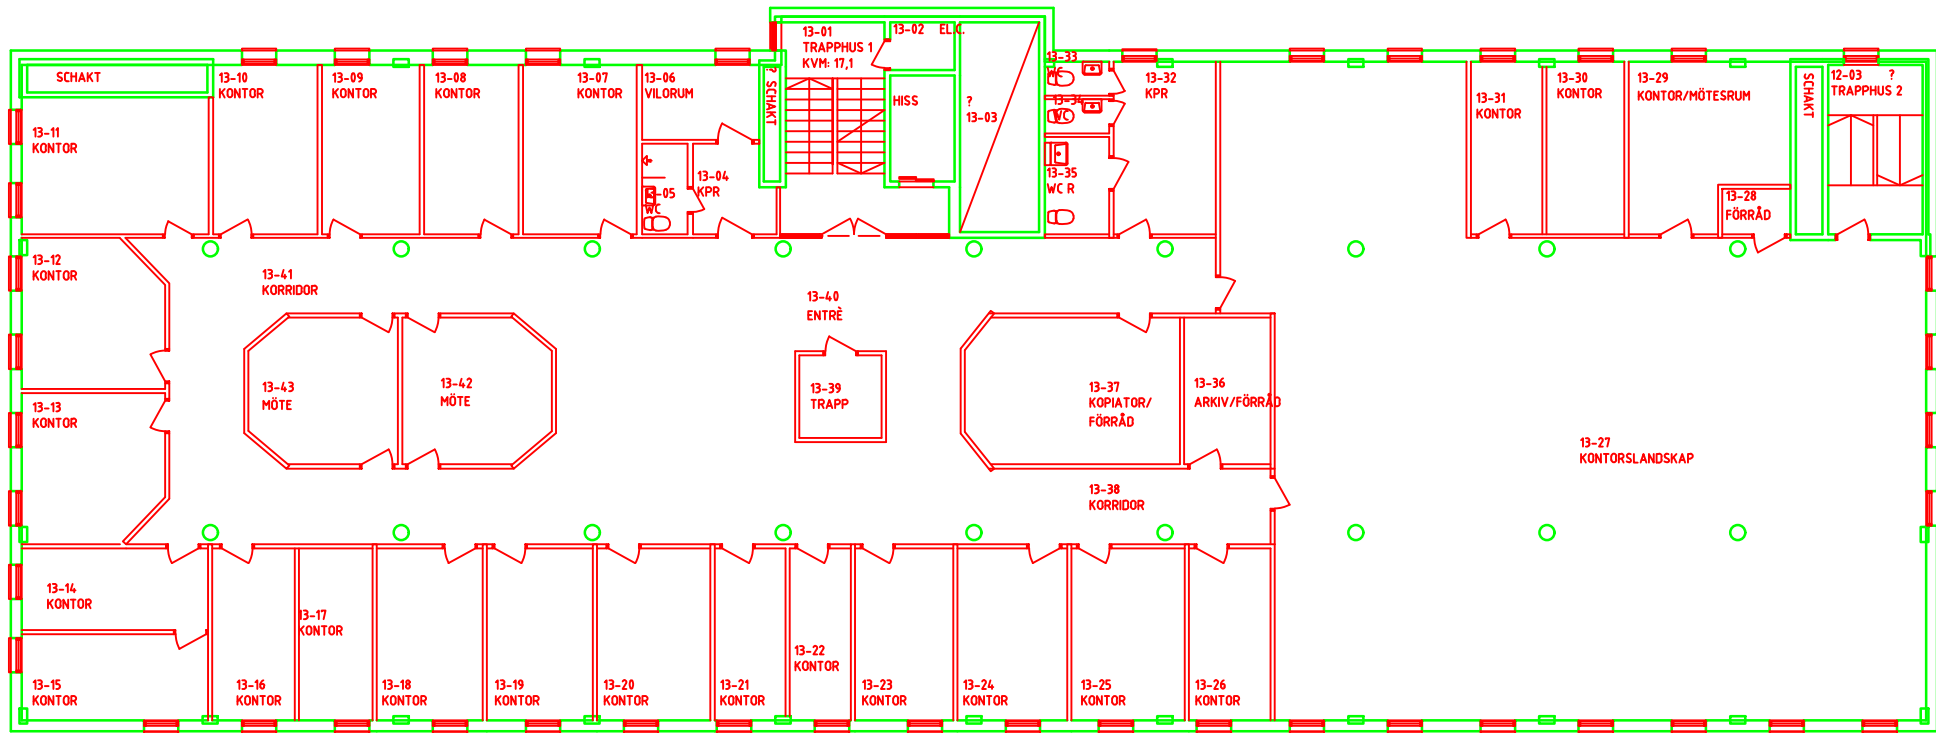 SCHAKT
13-10
KONTOR
13-09
KONTOR
13-08
KONTOR
13-07
KONTOR
13-06
VILORUM
? SCHAKT
13-01
TRAPPHUS 1
KVM: 17,1
13-02 EL.C.
HISS
?
13-03
13-33
WC
13-34
WC
13-35
WC R
13-32
KPR
13-31
KONTOR
13-30
KONTOR
13-29
KONTOR/MÖTESRUM
SCHAKT
12-03 ?
TRAPPHUS 2
13-28
FÖRRÅD
13-11
KONTOR
13-05
WC
13-04
KPR
13-12
KONTOR
13-41
KORRIDOR
13-40
ENTRÈ
13-43
MÖTE
13-42
MÖTE
13-39
TRAPP
13-37
KOPIATOR/
FÖRRÅD
13-36
ARKIV/FÖRRÅD
13-13
KONTOR
13-27
KONTORSLANDSKAP
13-38
KORRIDOR
13-14
KONTOR
13-15
KONTOR
13-16
KONTOR
13-17
KONTOR
13-18
KONTOR
13-19
KONTOR
13-20
KONTOR
13-21
KONTOR
13-22
KONTOR
13-23
KONTOR
13-24
KONTOR
13-25
KONTOR
13-26
KONTOR